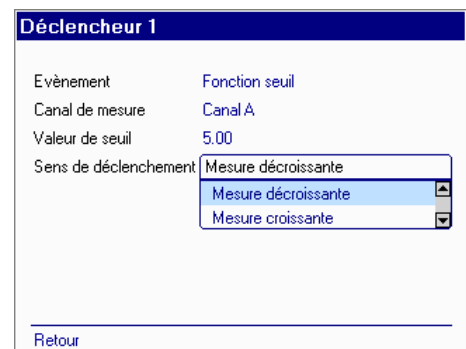 Déclencheur 1
Evènement Fonction seuil
Canal de mesure Canal A
Valeur de seuil 5.00
Sens de déclenchement Mesure décroissante
Mesure décroissante
Mesure croissante
Retour